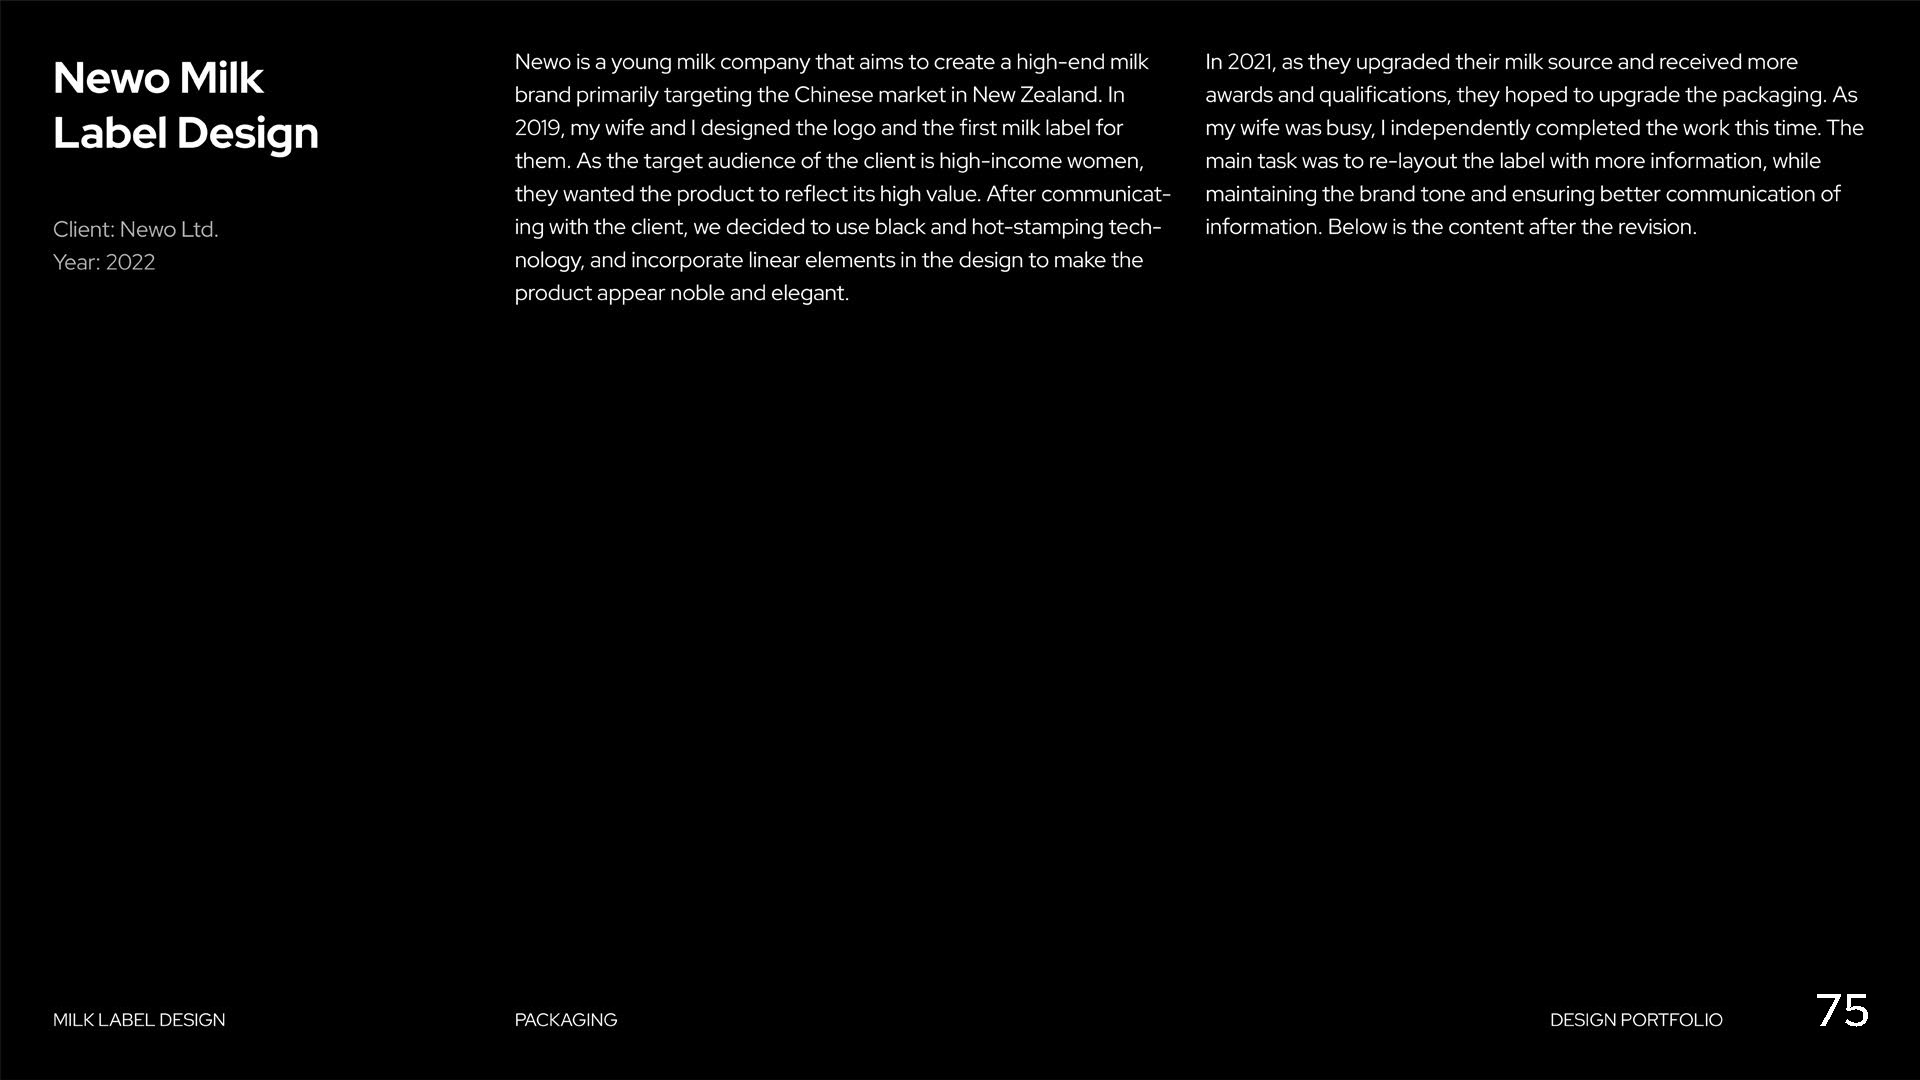 Newo Milk
Label Design
Client: Newo Ltd.
Year: 2022
Newo is a young milk company that aims to create a high-end milk
brand primarily targeting the Chinese market in New Zealand. In
2019, my wife and I designed the logo and the first milk label for
them. As the target audience of the client is high-income women,
they wanted the product to reflect its high value. After communicat-
ing with the client, we decided to use black and hot-stamping tech-
nology, and incorporate linear elements in the design to make the
product appear noble and elegant.
In 2021, as they upgraded their milk source and received more
awards and qualifications, they hoped to upgrade the packaging. As
my wife was busy, I independently completed the work this time. The
main task was to re-layout the label with more information, while
maintaining the brand tone and ensuring better communication of
information. Below is the content after the revision.
MILK LABEL DESIGN
PACKAGING
DESIGN PORTFOLIO
75